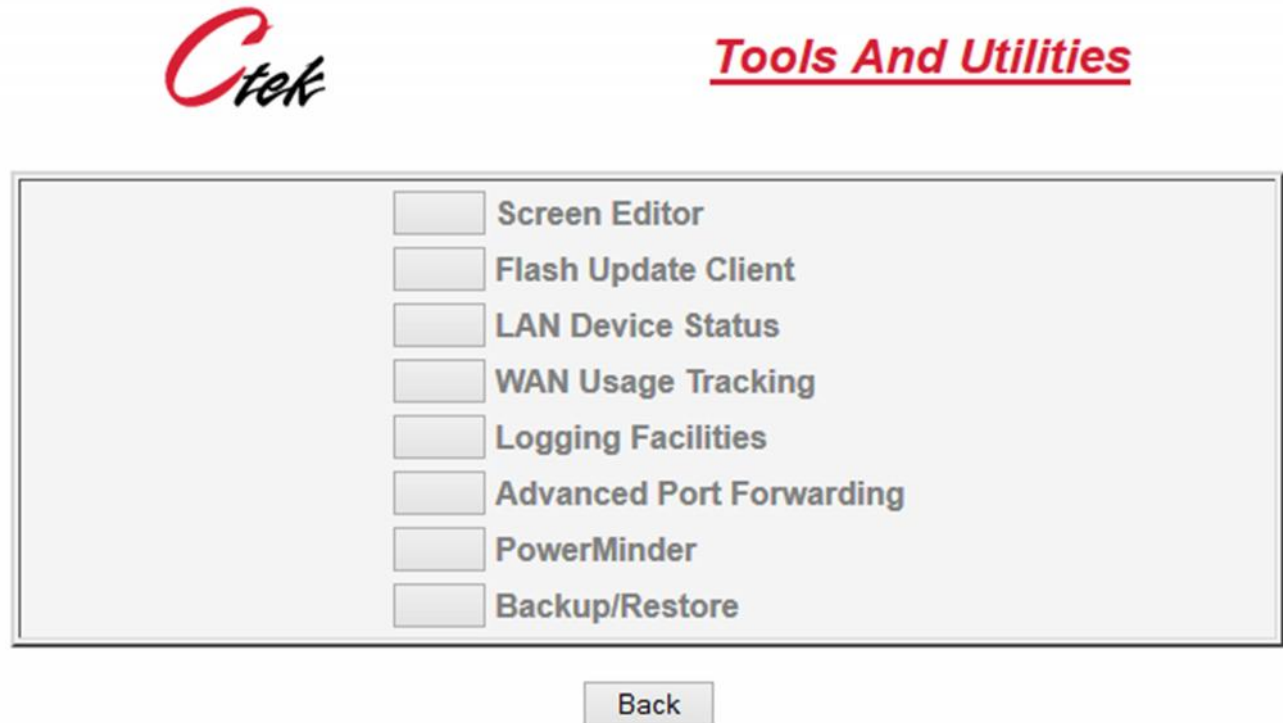 Ctek
Tools And Utilities
Screen Editor
Flash Update Client
LAN Device Status
WAN Usage Tracking
Logging Facilities
Advanced Port Forwarding
PowerMinder
Backup/Restore
Back